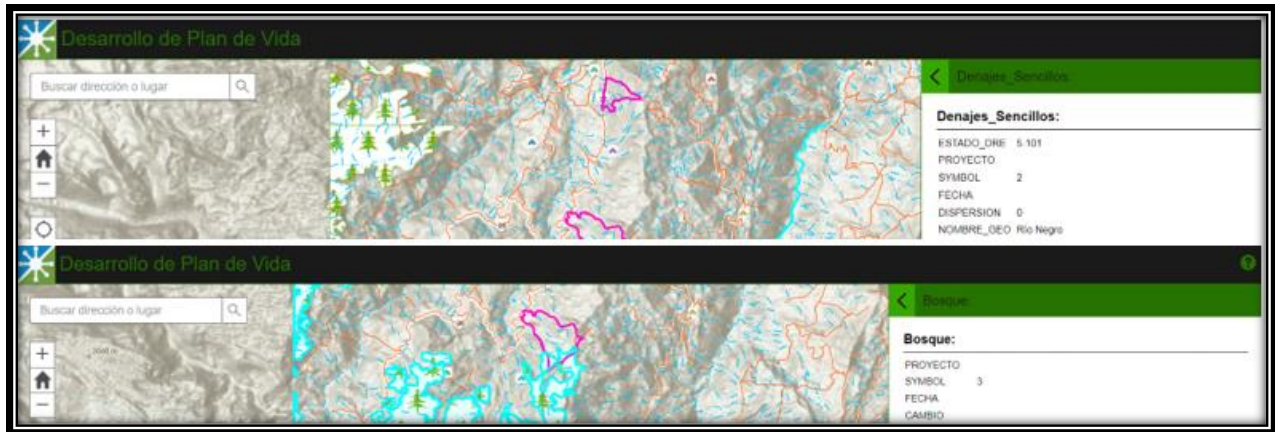 Desarrollo de Plan de Vida
Buscar dirección o lugar
Denajes_Sencillos:
Denajes_Sencillos:
ESTADO_DRE 5.101
PROYECTO
SYMBOL 2
FECHA
DISPERSION 0
NOMBRE_GEO Río Negro
Desarrollo de Plan de Vida
Buscar dirección o lugar
Bosque:
Bosque:
PROYECTO
SYMBOL 3
FECHA
CAMBIO